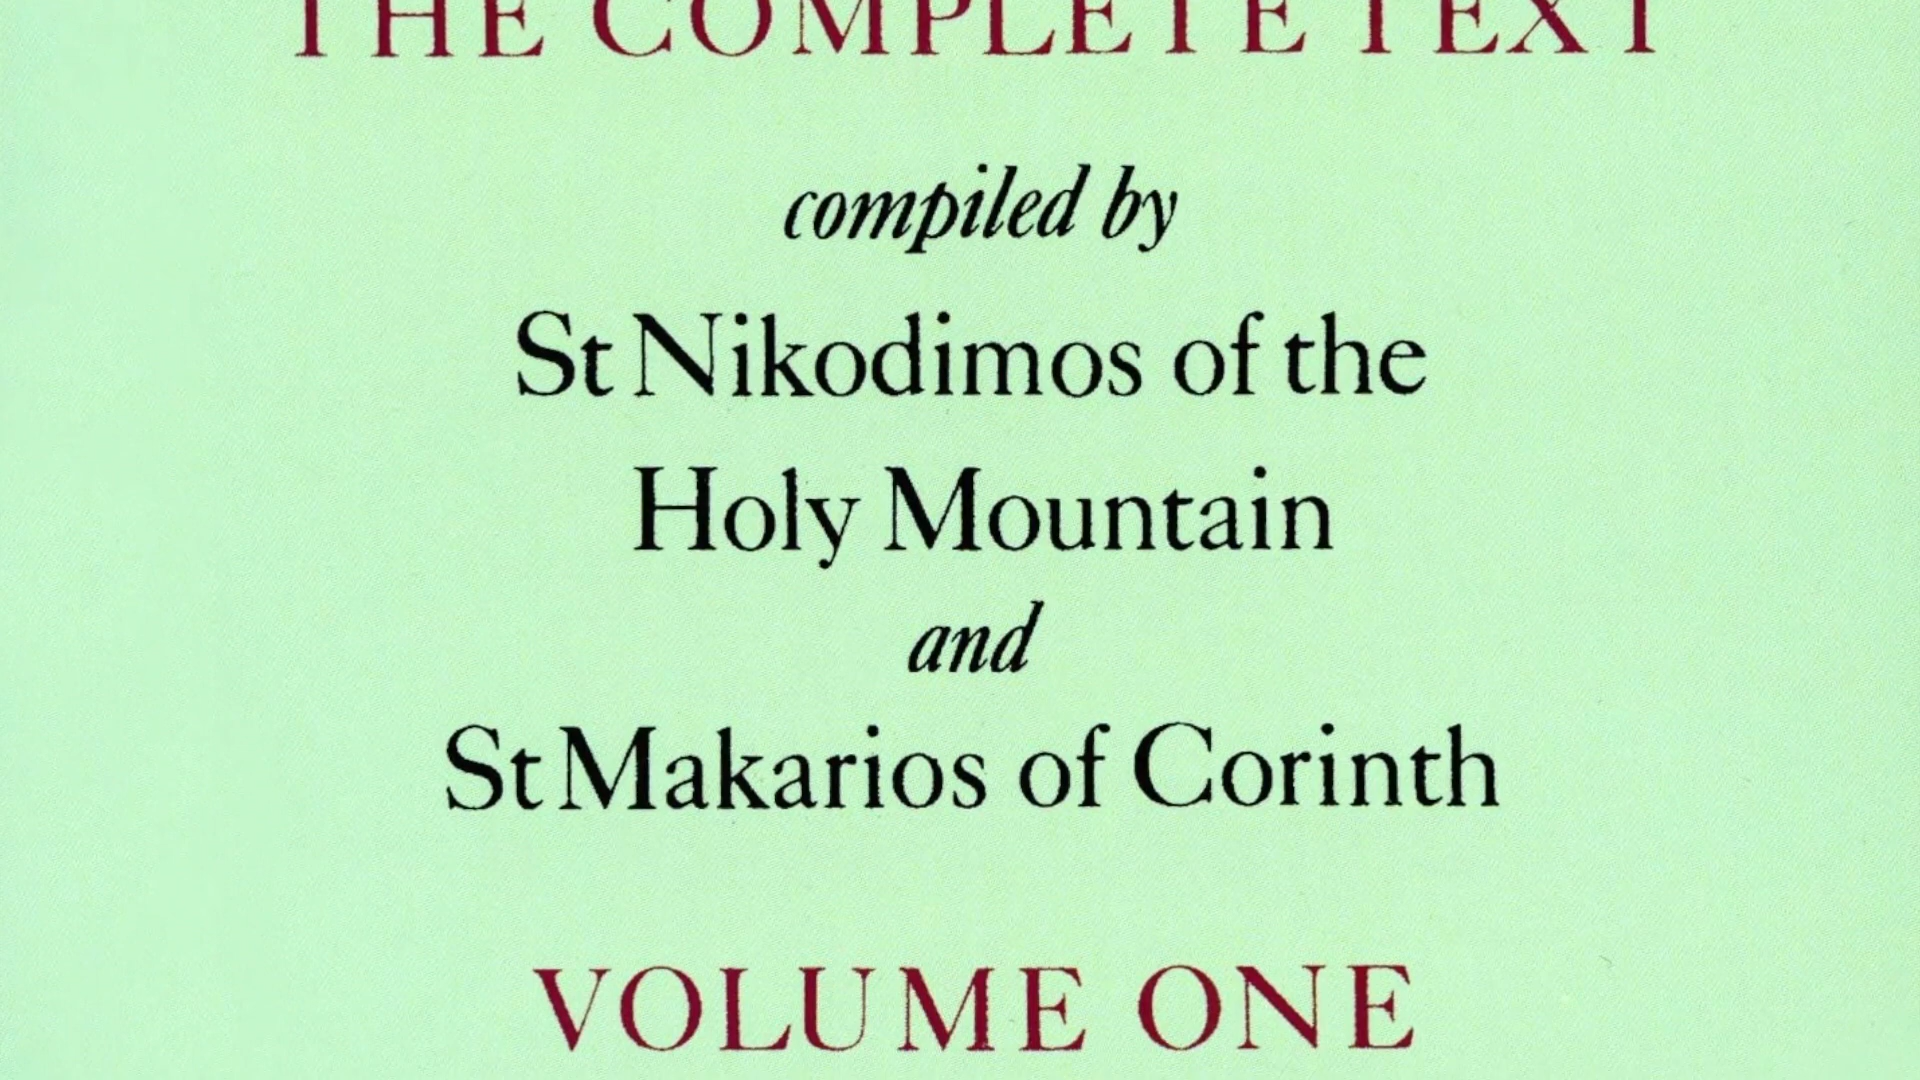 THE COMPLETE TEXT
compiled by
St Nikodimos of the
Holy Mountain
and
St Makarios of Corinth
VOLUME ONE